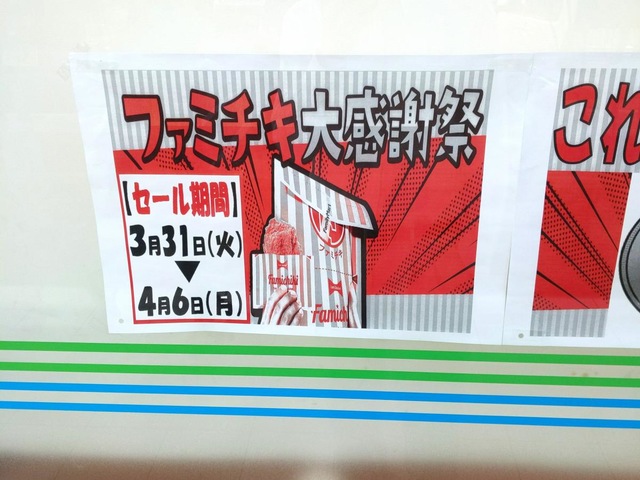 ファミチキ大感謝祭
【セール期間】
3月31日(火)
▼
4月6日(月)
FamilyMart
ファミチキ
Famichiki
Famichi
これ